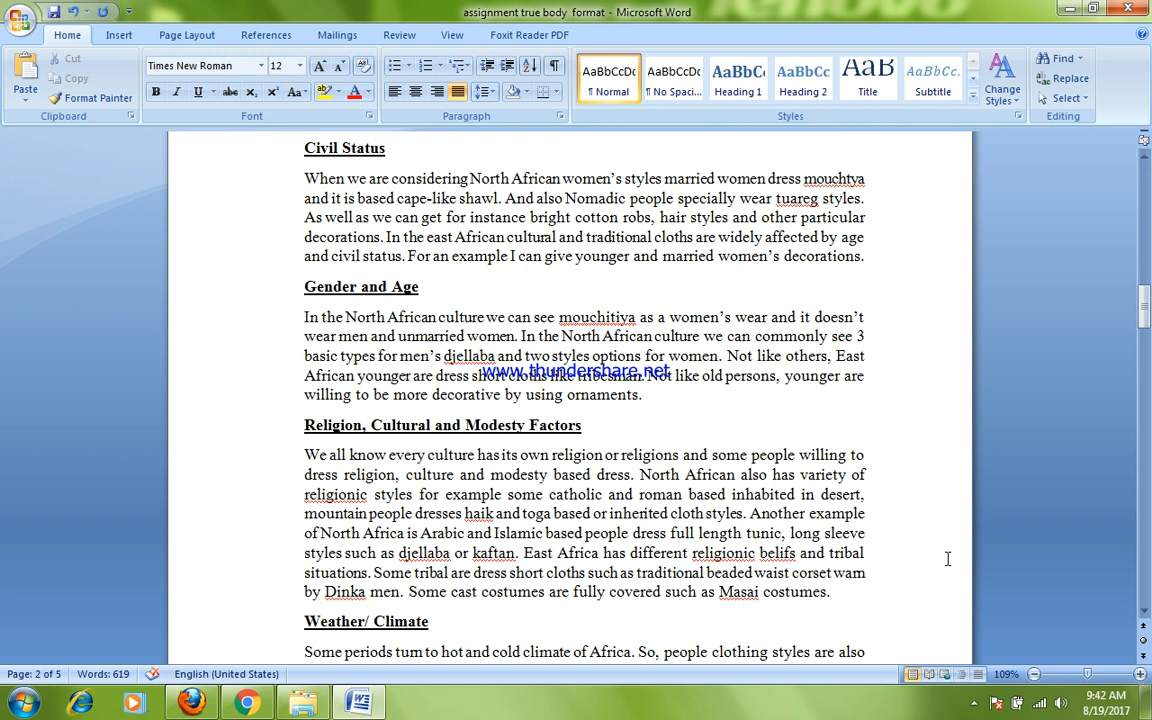 assignment true body  format - Microsoft Word
Home Insert Page Layout References Mailings Review View Foxit Reader PDF
Cut
Copy
Paste
Format Painter
Clipboard
Times New Roman 12
B I U abc x₂ x² Aa
Font
Paragraph
AaBbCcDc AaBbCcDc AaBbC( AaBbCc AaB AaBbCc.
¶ Normal ¶ No Spaci... Heading 1 Heading 2 Title Subtitle
Change Styles
Styles
Find
Replace
Select
Editing
Civil Status
When we are considering North African women's styles married women dress mouchtya
and it is based cape-like shawl. And also Nomadic people specially wear tuareg styles.
As well as we can get for instance bright cotton robs, hair styles and other particular
decorations. In the east African cultural and traditional cloths are widely affected by age
and civil status. For an example I can give younger and married women's decorations.
Gender and Age
In the North African culture we can see mouchitiya as a women's wear and it doesn't
wear men and unmarried women. In the North African culture we can commonly see 3
basic types for men's djellaba and two styles options for women. Not like others, East
www.thundershare.net
African younger are dress short cloths like tribesman. Not like old persons, younger are
willing to be more decorative by using ornaments.
Religion, Cultural and Modesty Factors
We all know every culture has its own religion or religions and some people willing to
dress religion, culture and modesty based dress. North African also has variety of
religionic styles for example some catholic and roman based inhabited in desert,
mountain people dresses haik and toga based or inherited cloth styles. Another example
of North Africa is Arabic and Islamic based people dress full length tunic, long sleeve
styles such as djellaba or kaftan. East Africa has different religionic belifs and tribal
situations. Some tribal are dress short cloths such as traditional beaded waist corset warn
by Dinka men. Some cast costumes are fully covered such as Masai costumes.
Weather/ Climate
Some periods turn to hot and cold climate of Africa. So, people clothing styles are also
Page: 2 of 5 Words: 619 English (United States) 109%
9:42 AM
8/19/2017